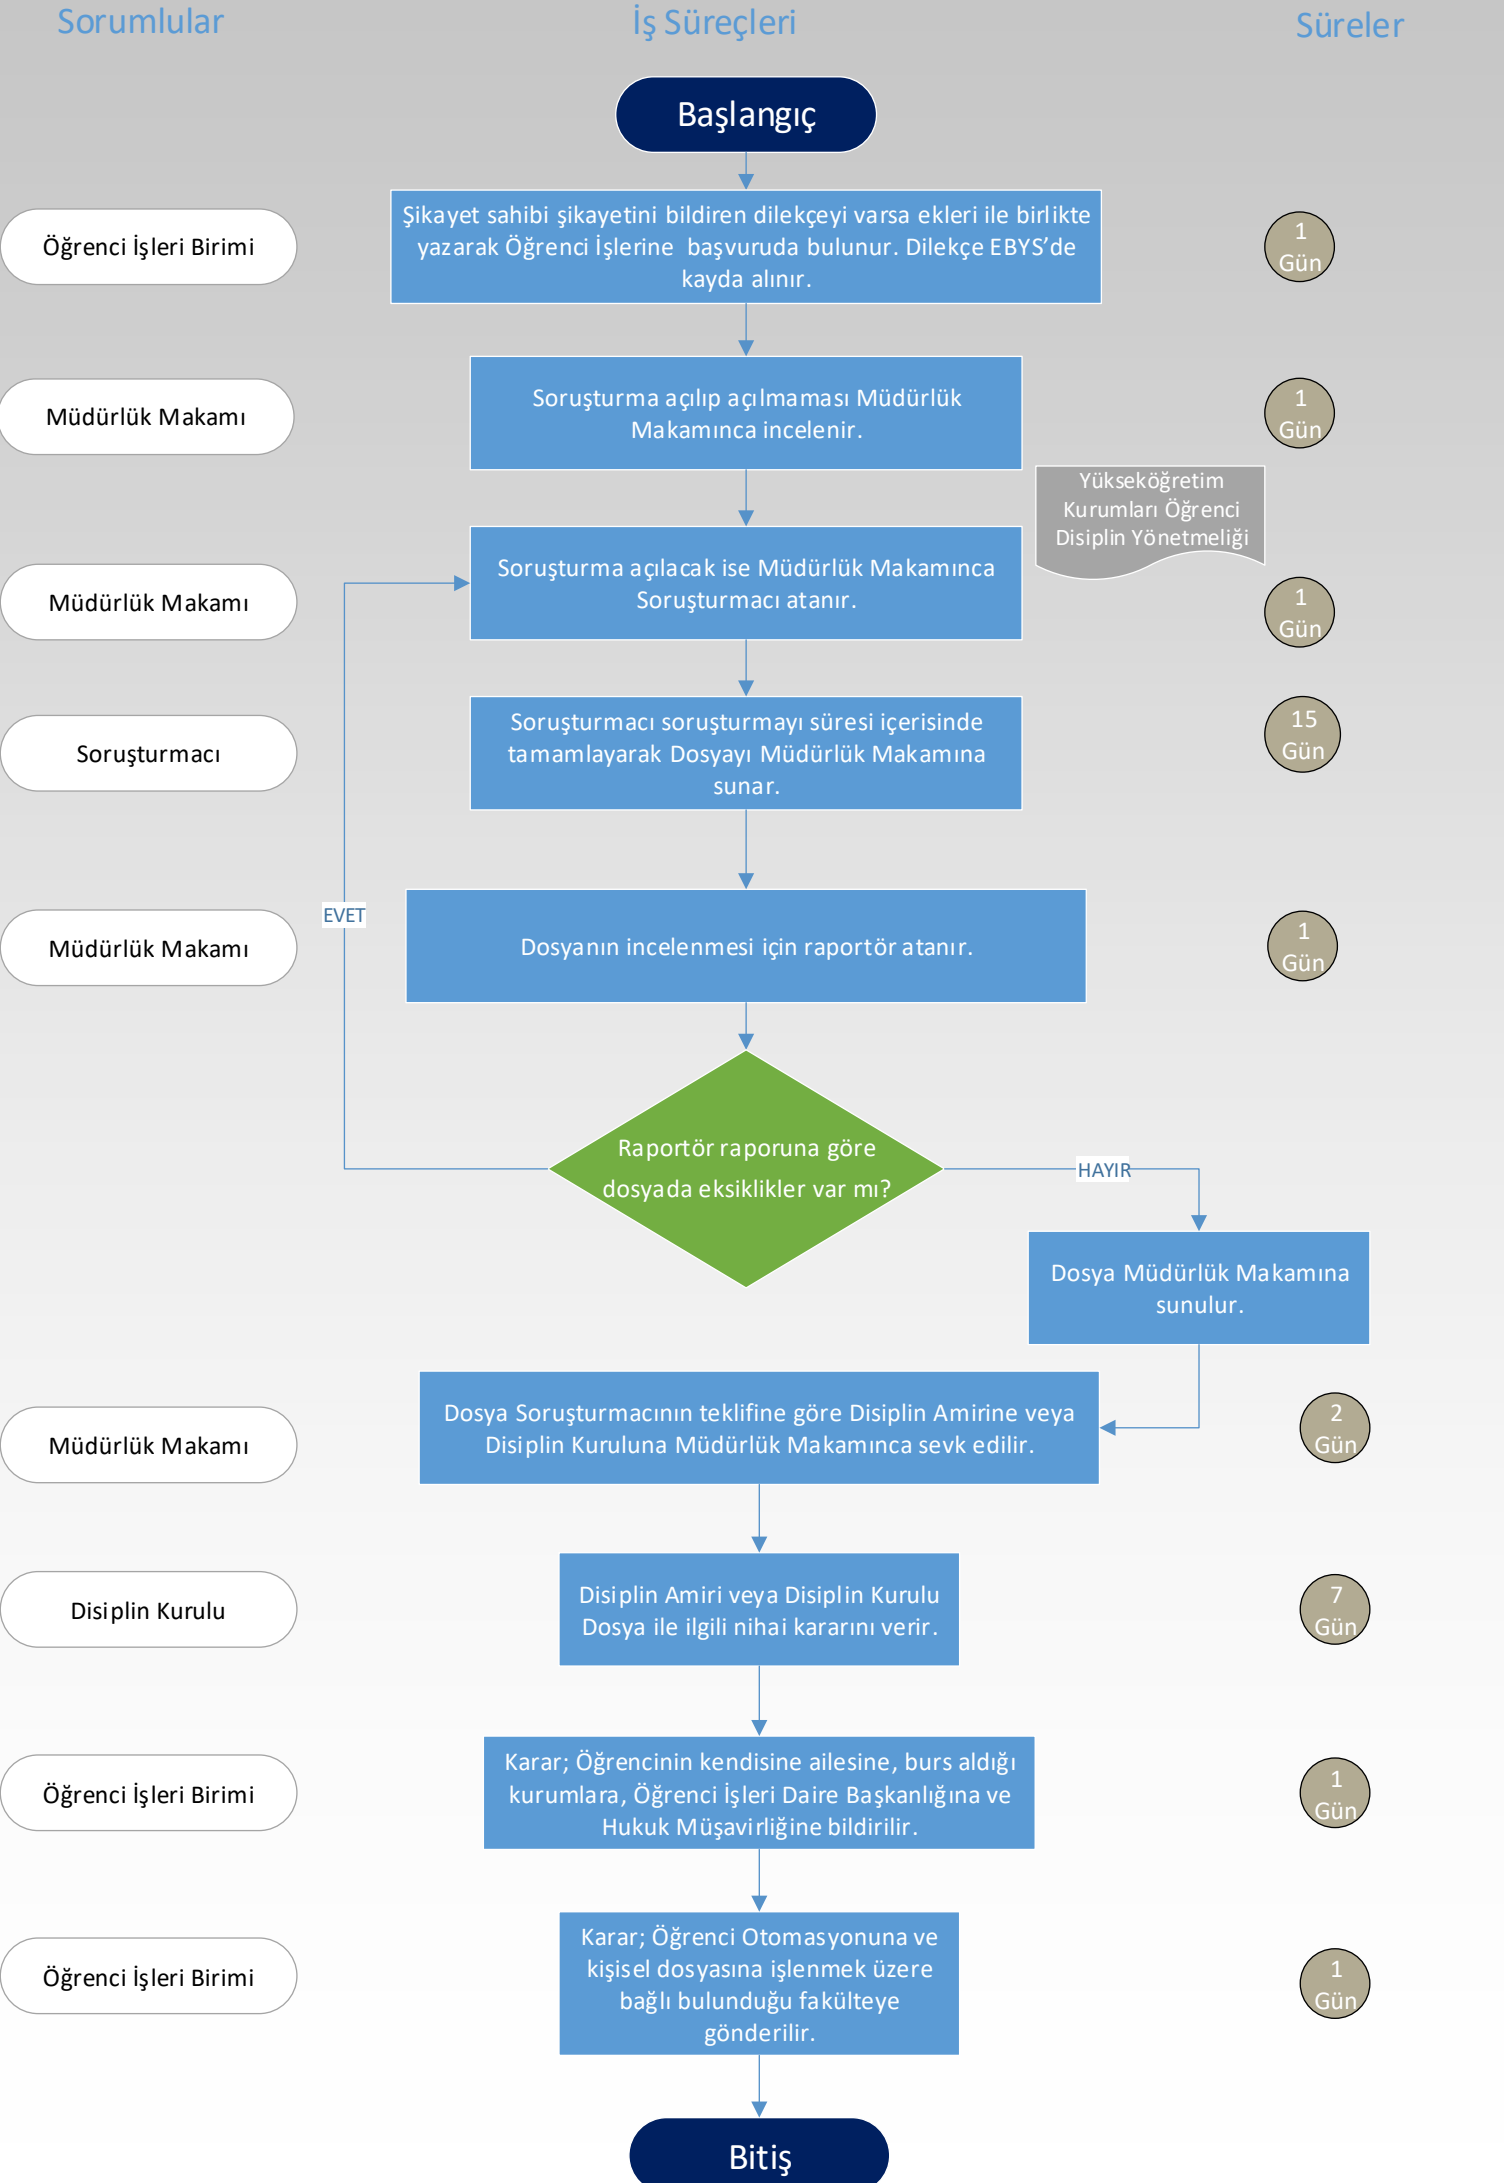 Sorumlular
İş Süreçleri
Süreler
Başlangıç
Öğrenci İşleri Birimi
Şikayet sahibi şikayetini bildiren dilekçeyi varsa ekleri ile birlikte
yazarak Öğrenci İşlerine başvuruda bulunur. Dilekçe EBYS’de
kayda alınır.
1
Gün
Müdürlük Makamı
Soruşturma açılıp açılmaması Müdürlük
Makamınca incelenir.
1
Gün
Yükseköğretim
Kurumları Öğrenci
Disiplin Yönetmeliği
Müdürlük Makamı
Soruşturma açılacak ise Müdürlük Makamınca
Soruşturmacı atanır.
1
Gün
Soruşturmacı
Soruşturmacı soruşturmayı süresi içerisinde
tamamlayarak Dosyayı Müdürlük Makamına
sunar.
15
Gün
EVET
Müdürlük Makamı
Dosyanın incelenmesi için raportör atanır.
1
Gün
Raportör raporuna göre
dosyada eksiklikler var mı?
HAYIR
Dosya Müdürlük Makamına
sunulur.
Müdürlük Makamı
Dosya Soruşturmacının teklifine göre Disiplin Amirine veya
Disiplin Kuruluna Müdürlük Makamınca sevk edilir.
2
Gün
Disiplin Kurulu
Disiplin Amiri veya Disiplin Kurulu
Dosya ile ilgili nihai kararını verir.
7
Gün
Öğrenci İşleri Birimi
Karar; Öğrencinin kendisine ailesine, burs aldığı
kurumlara, Öğrenci İşleri Daire Başkanlığına ve
Hukuk Müşavirliğine bildirilir.
1
Gün
Öğrenci İşleri Birimi
Karar; Öğrenci Otomasyonuna ve
kişisel dosyasına işlenmek üzere
bağlı bulunduğu fakülteye
gönderilir.
1
Gün
Bitiş